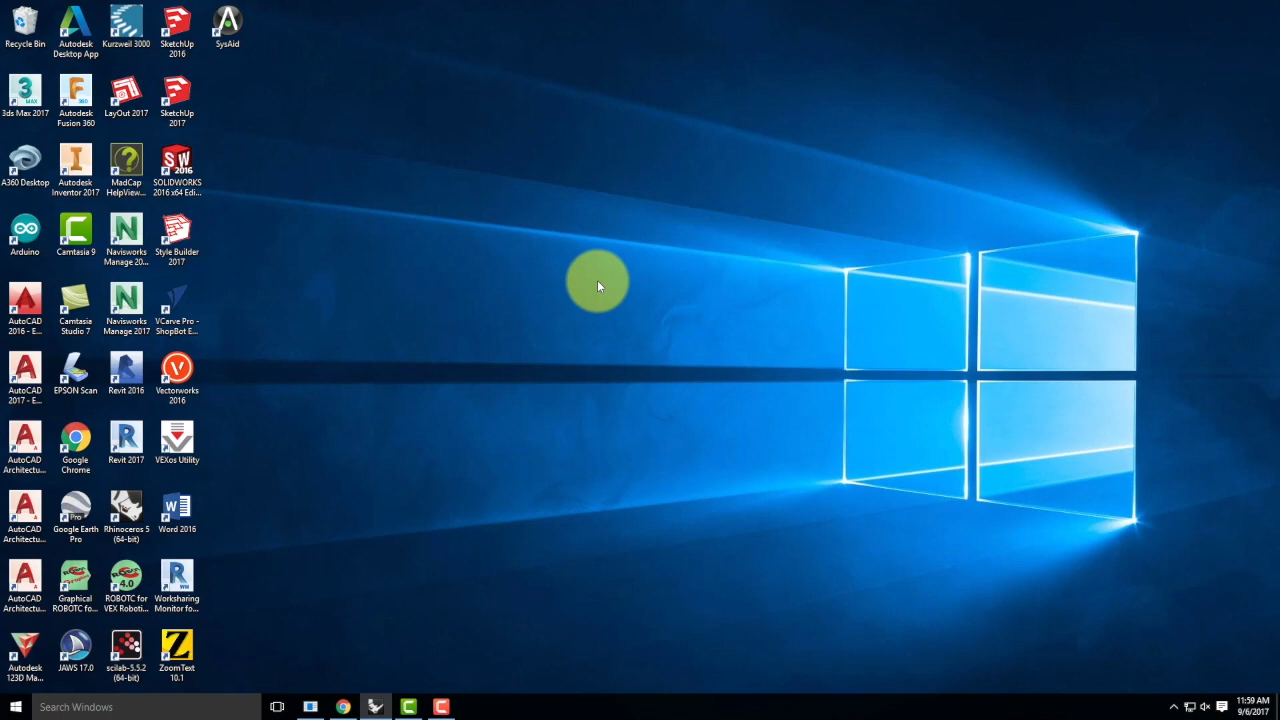 Recycle Bin
Autodesk
Desktop App
Kurzweil 3000
SketchUp
2016
SysAid
3ds Max 2017
Autodesk
Fusion 360
LayOut 2017
SketchUp
2017
A360 Desktop
Autodesk
Inventor 2017
MadCap
HelpView...
SOLIDWORKS
2016 x64 Edi...
Arduino
Camtasia 9
Navisworks
Manage 20...
Style Builder
2017
AutoCAD
2016 - E...
Camtasia
Studio 7
Navisworks
Manage 2017
VCarve Pro -
ShopBot E...
AutoCAD
2017 - E...
EPSON Scan
Revit 2016
Vectorworks
2016
AutoCAD
Architectu...
Google
Chrome
Revit 2017
VEXos Utility
AutoCAD
Architectu...
Google Earth
Pro
Rhinoceros 5
(64-bit)
Word 2016
AutoCAD
Architectu...
Graphical
ROBOTC fo...
ROBOTC for
VEX Roboti...
Worksharing
Monitor fo...
Autodesk
123D Ma...
JAWS 17.0
scilab-5.5.2
(64-bit)
ZoomText
10.1
Search Windows
11:59 AM
9/6/2017